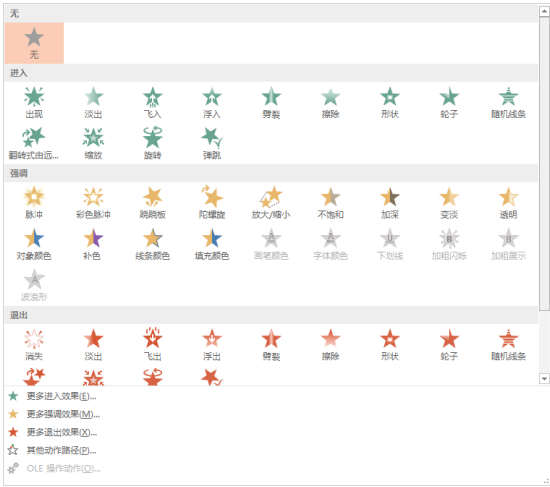 无
无
进入
出现 淡出 飞入 浮入 劈裂 擦除 形状 轮子 随机线条
翻转式由远... 缩放 旋转 弹跳
强调
脉冲 彩色脉冲 跷跷板 陀螺旋 放大/缩小 不饱和 加深 变淡 透明
对象颜色 补色 线条颜色 填充颜色 画笔颜色 字体颜色 下划线 加粗闪烁 加粗展示
波浪形
退出
消失 淡出 飞出 浮出 劈裂 擦除 形状 轮子 随机线条
更多进入效果(E)...
更多强调效果(M)...
更多退出效果(X)...
其他动作路径(P)...
OLE 操作动作(O)...